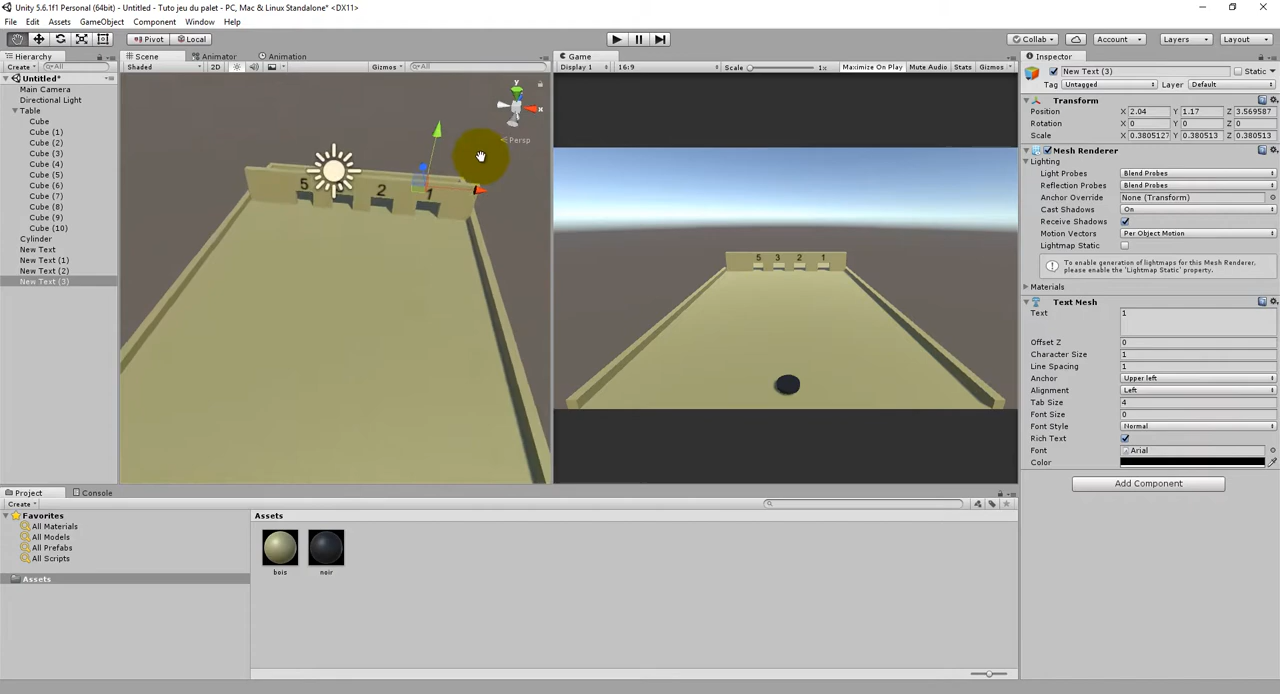 Unity 5.6.1f1 Personal (64bit) - Untitled - Tuto jeu du palet - PC, Mac & Linux Standalone* <DX11>
File Edit Assets GameObject Component Window Help
Pivot Local Collab Account Layers Layout
Hierarchy
Create All
Untitled*
Main Camera
Directional Light
Table
Cube
Cube (1)
Cube (2)
Cube (3)
Cube (4)
Cube (5)
Cube (6)
Cube (7)
Cube (8)
Cube (9)
Cube (10)
Cylinder
New Text
New Text (1)
New Text (2)
New Text (3)
Scene Animator Animation
Shaded 2D Gizmos All
y
x
Persp
5 2 1
Game
Display 1 16:9 Scale 1x Maximize On Play Mute Audio Stats Gizmos
5 3 2 1
Inspector
New Text (3) Static
Tag Untagged Layer Default
Transform
Position X 2.04 Y 1.17 Z 3.569587
Rotation X 0 Y 0 Z 0
Scale X 0.3805127 Y 0.380513 Z 0.380513
Mesh Renderer
Lighting
Light Probes Blend Probes
Reflection Probes Blend Probes
Anchor Override None (Transform)
Cast Shadows On
Receive Shadows
Motion Vectors Per Object Motion
Lightmap Static
To enable generation of lightmaps for this Mesh Renderer, please enable the 'Lightmap Static' property.
Materials
Text Mesh
Text 1
Offset Z 0
Character Size 1
Line Spacing 1
Anchor Upper left
Alignment Left
Tab Size 4
Font Size 0
Font Style Normal
Rich Text
Font Arial
Color
Add Component
Project Console
Create
Favorites
All Materials
All Models
All Prefabs
All Scripts
Assets
Assets
bois noir